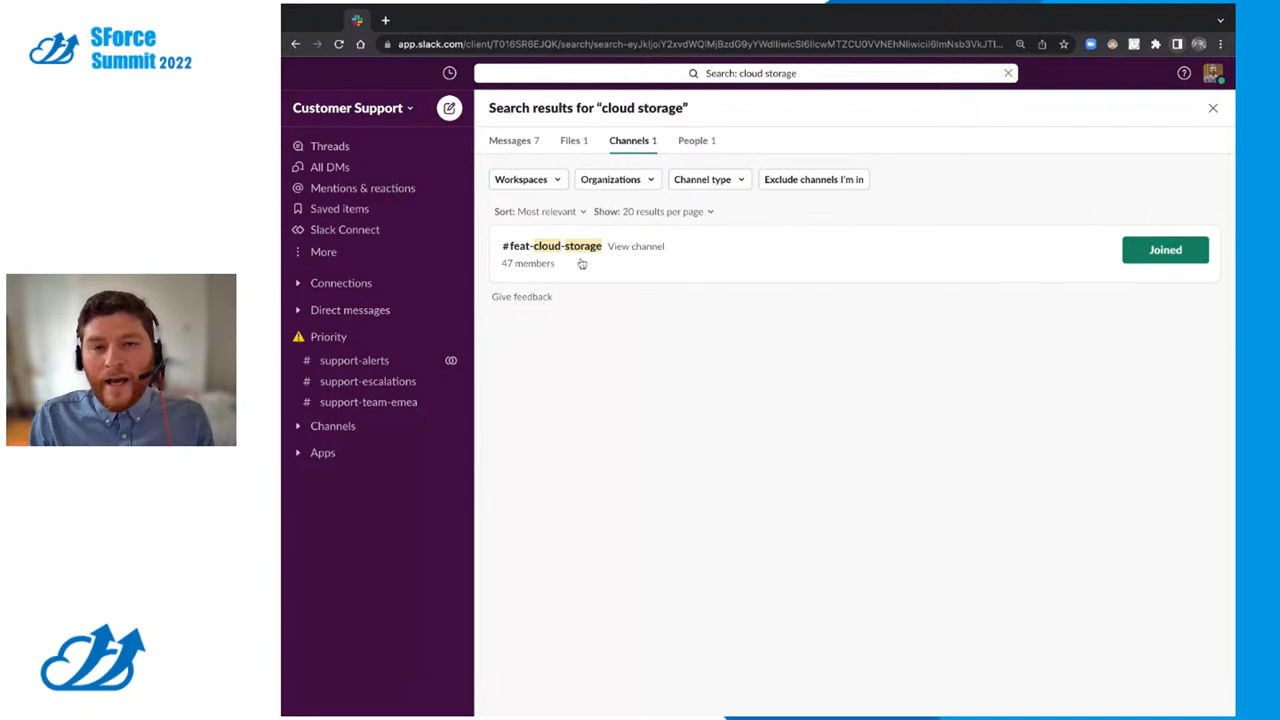 SForce
Summit 2022
app.slack.com/client/T016SR6EJQK/search/search-
Search: cloud storage
Customer Support
Search results for “cloud storage”
Threads
All DMs
Mentions & reactions
Saved items
Slack Connect
More
Connections
Direct messages
Priority
# support-alerts
# support-escalations
# support-team-emea
Channels
Apps
Messages 7 Files 1 Channels 1 People 1
Workspaces Organizations Channel type Exclude channels I'm in
Sort: Most relevant Show: 20 results per page
#feat-cloud-storage View channel
47 members
Joined
Give feedback